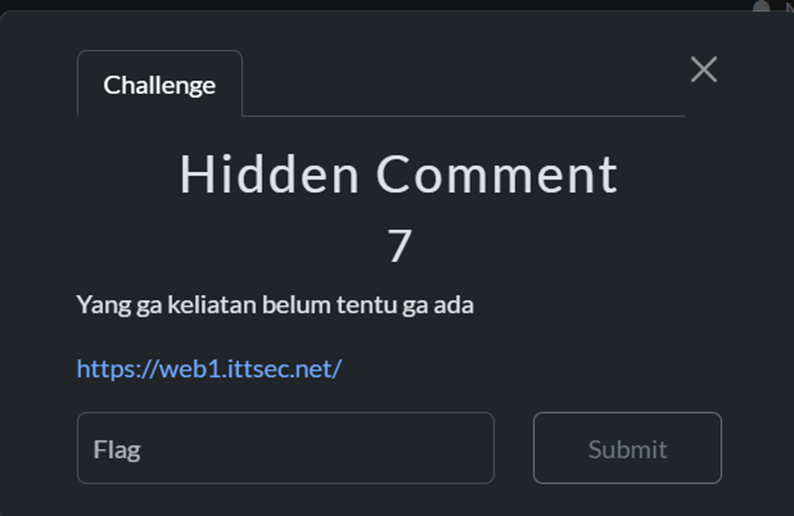 Challenge
Hidden Comment
7
Yang ga keliatan belum tentu ga ada
https://web1.ittsec.net/
Flag
Submit